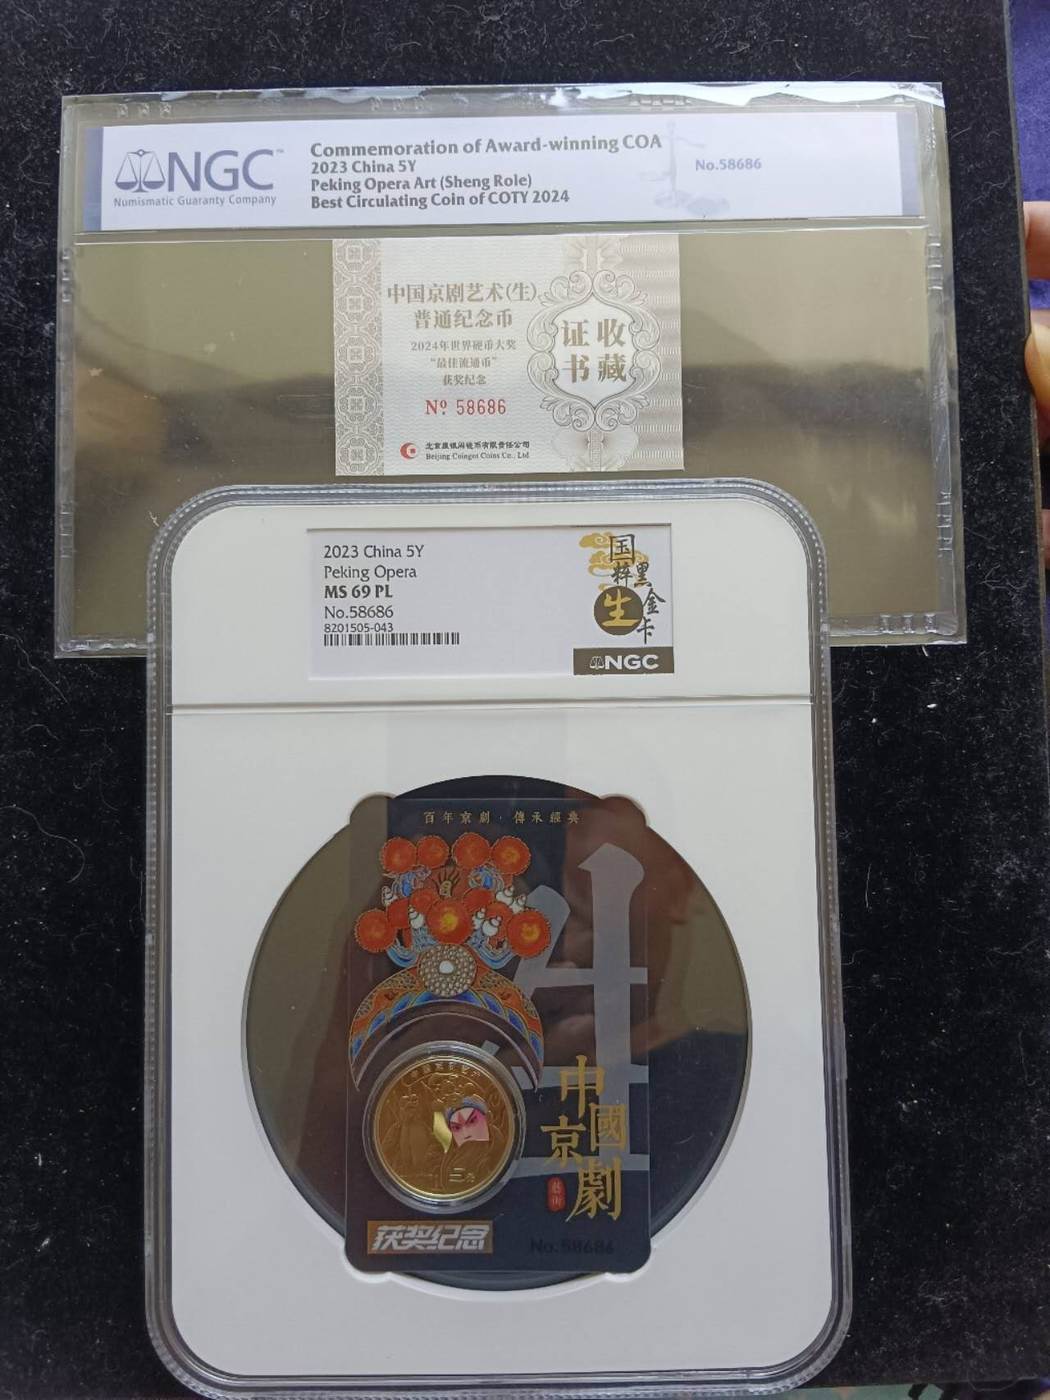 NGC™
Numismatic Guaranty Company
Commemoration of Award-winning COA
2023 China 5Y
Peking Opera Art (Sheng Role)
Best Circulating Coin of COTY 2024
No.58686
中国京剧艺术(生)
普通纪念币
2024年世界硬币大奖
“最佳流通币”
获奖纪念
Nº 58686
Beijing Coinget Coins Co., Ltd
收藏
证书
2023 China 5Y
Peking Opera
MS 69 PL
No.58686
8201505-043
国粹
生
黑金卡
NGC
百年京劇·傳承經典
生
中國
京劇
藝術
获奖纪念
No.58686